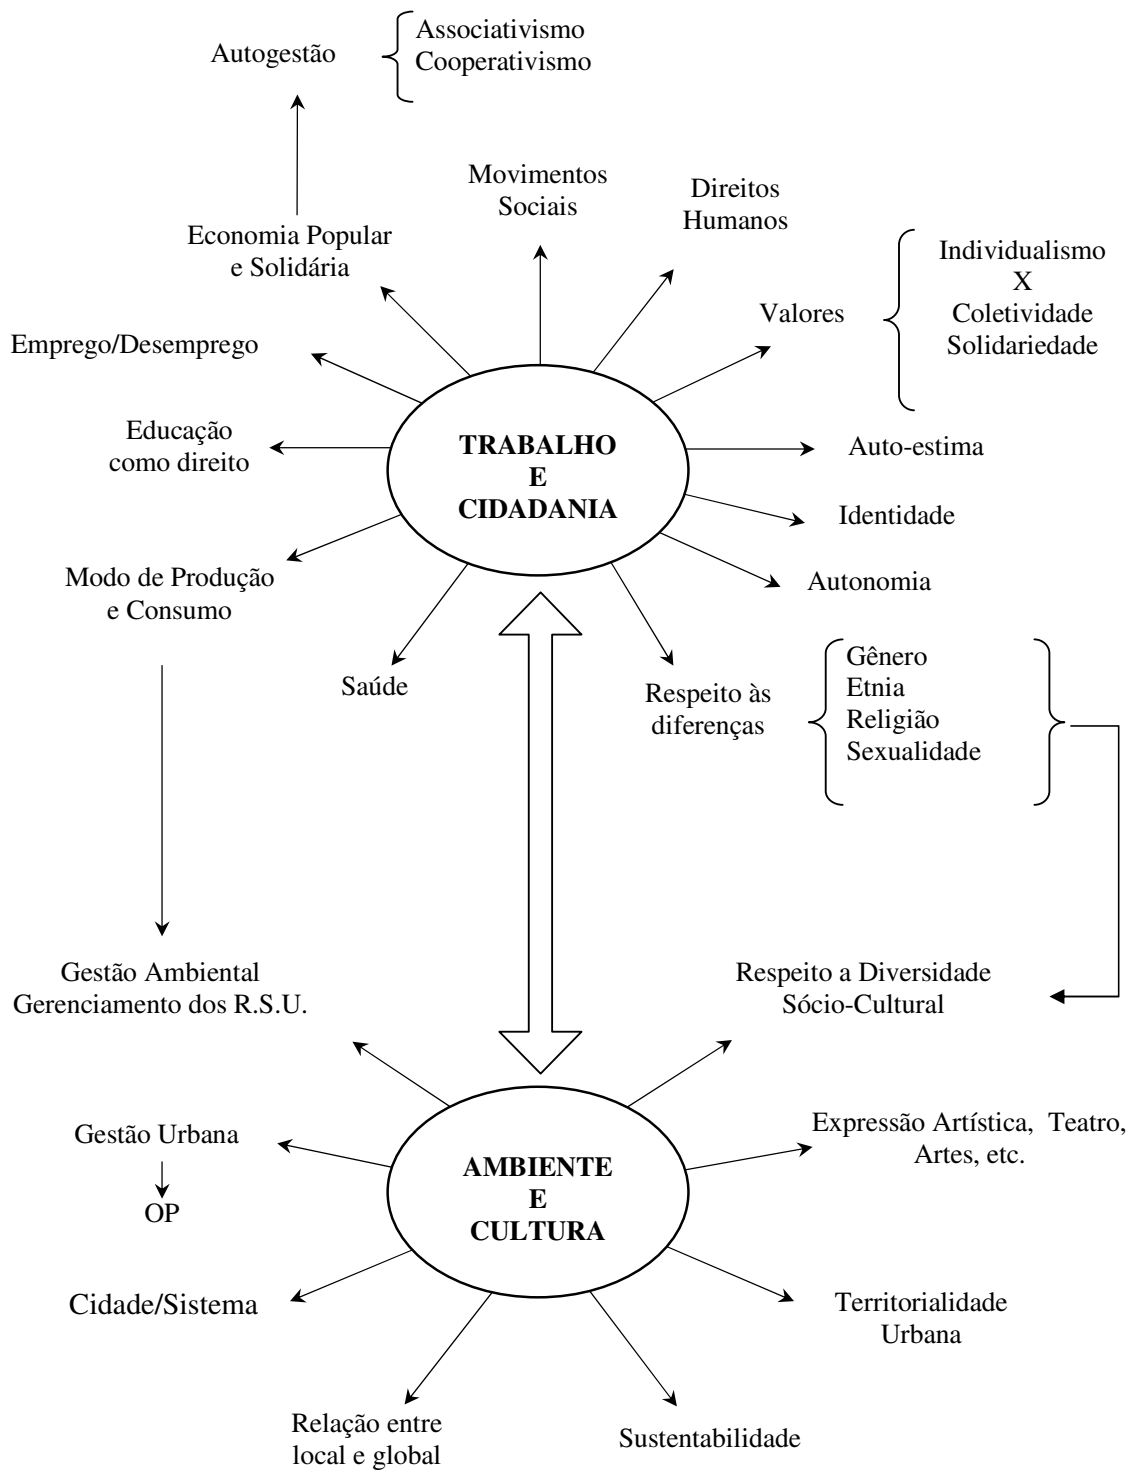 Autogestão
Associativismo
Cooperativismo
Movimentos
Sociais
Direitos
Humanos
Economia Popular
e Solidária
Individualismo
X
Coletividade
Solidariedade
Valores
Emprego/Desemprego
Educação
como direito
TRABALHO
E
CIDADANIA
Auto-estima
Identidade
Modo de Produção
e Consumo
Autonomia
Saúde
Respeito às
diferenças
Gênero
Etnia
Religião
Sexualidade
Gestão Ambiental
Gerenciamento dos R.S.U.
Respeito a Diversidade
Sócio-Cultural
Gestão Urbana
OP
Expressão Artística, Teatro,
Artes, etc.
AMBIENTE
E
CULTURA
Cidade/Sistema
Territorialidade
Urbana
Relação entre
local e global
Sustentabilidade